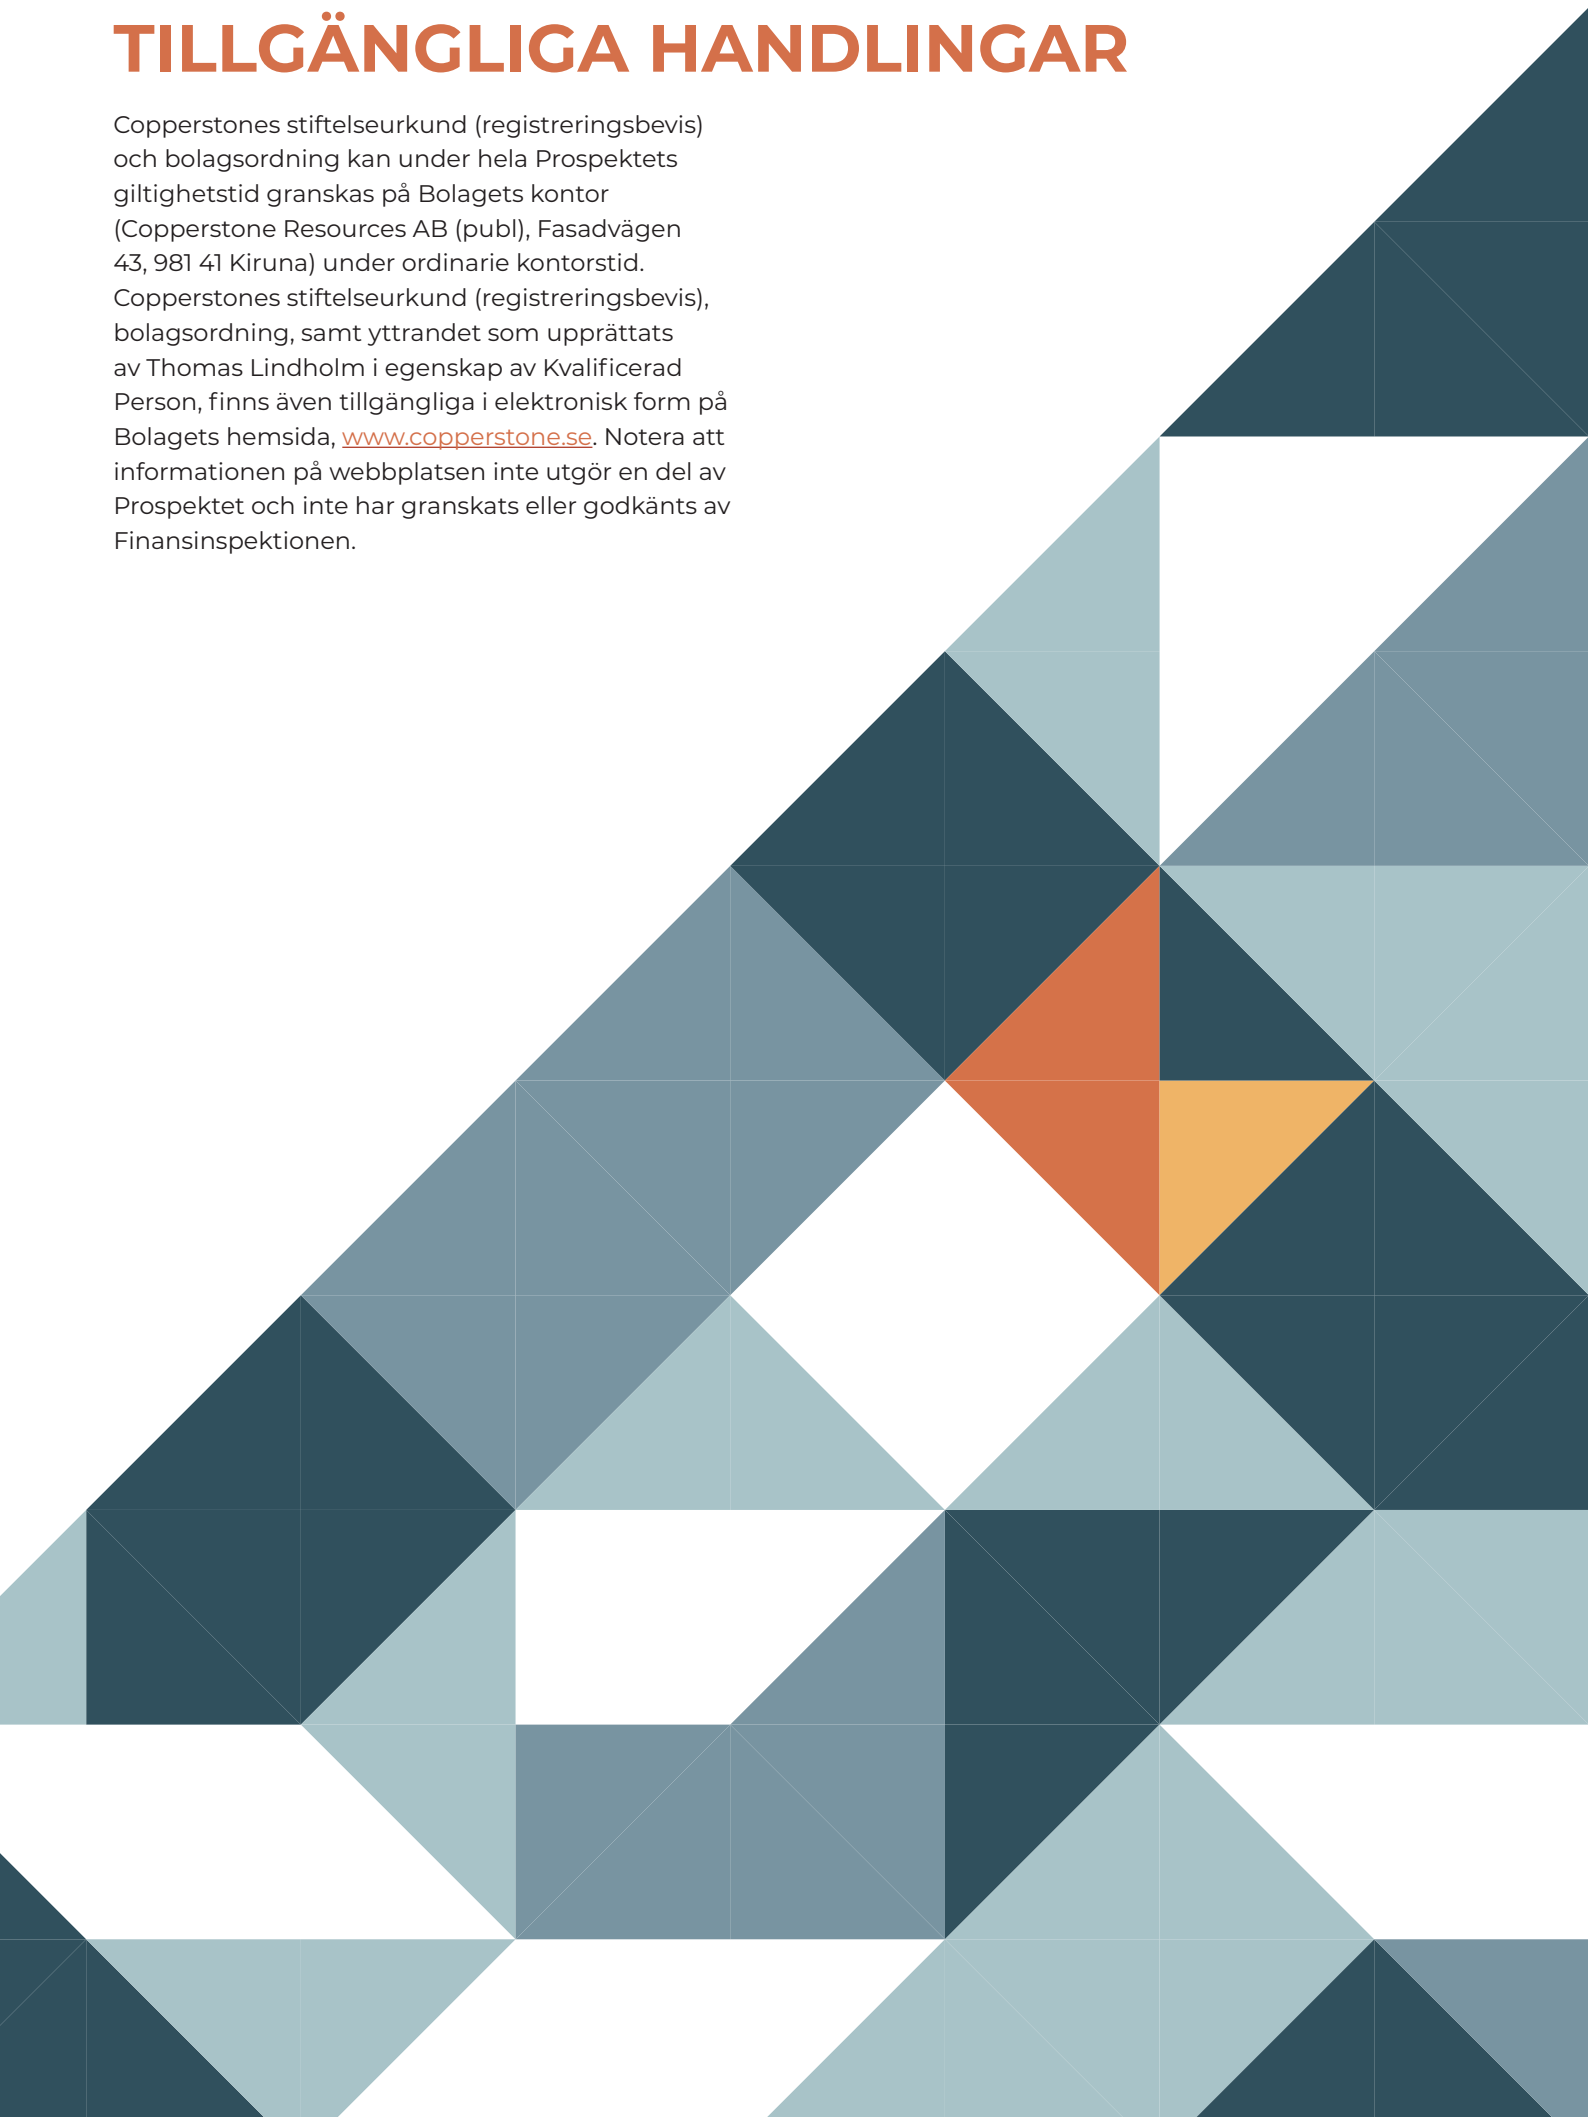 TILLGÄNGLIGA HANDLINGAR
Copperstones stiftelseurkund (registreringsbevis)
och bolagsordning kan under hela Prospektets
giltighetstid granskas på Bolagets kontor
(Copperstone Resources AB (publ), Fasadvägen
43, 981 41 Kiruna) under ordinarie kontorstid.
Copperstones stiftelseurkund (registreringsbevis),
bolagsordning, samt yttrandet som upprättats
av Thomas Lindholm i egenskap av Kvalificerad
Person, finns även tillgängliga i elektronisk form på
Bolagets hemsida, www.copperstone.se. Notera att
informationen på webbplatsen inte utgör en del av
Prospektet och inte har granskats eller godkänts av
Finansinspektionen.